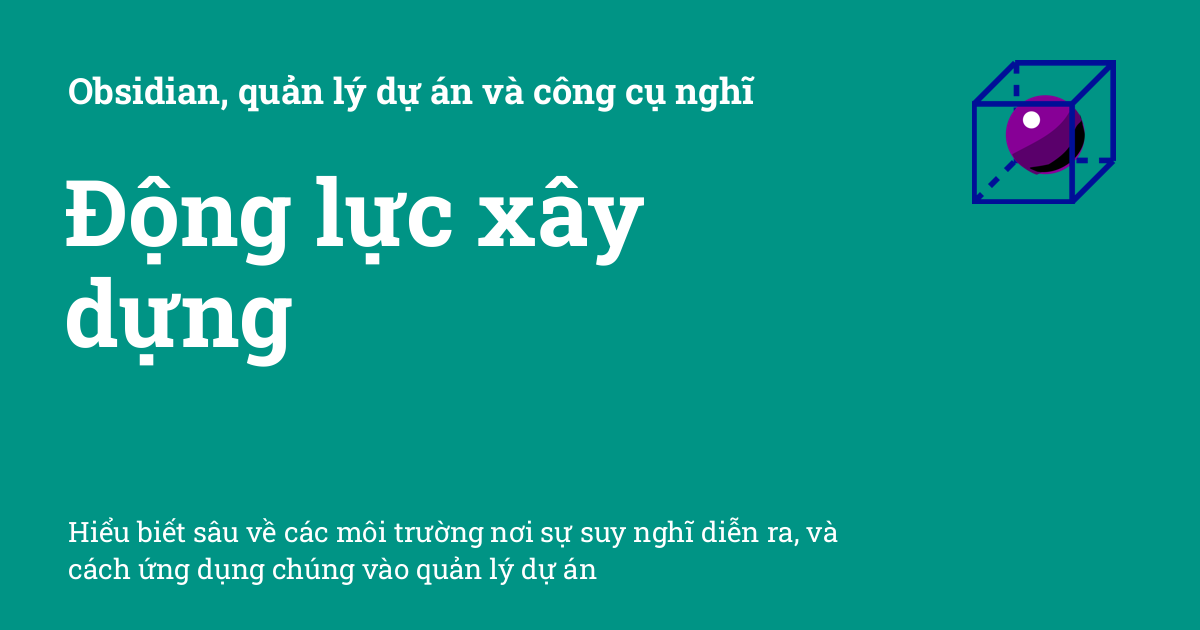 Obsidian, quản lý dự án và công cụ nghĩ
Động lực xây
dựng
Hiểu biết sâu về các môi trường nơi sự suy nghĩ diễn ra, và
cách ứng dụng chúng vào quản lý dự án